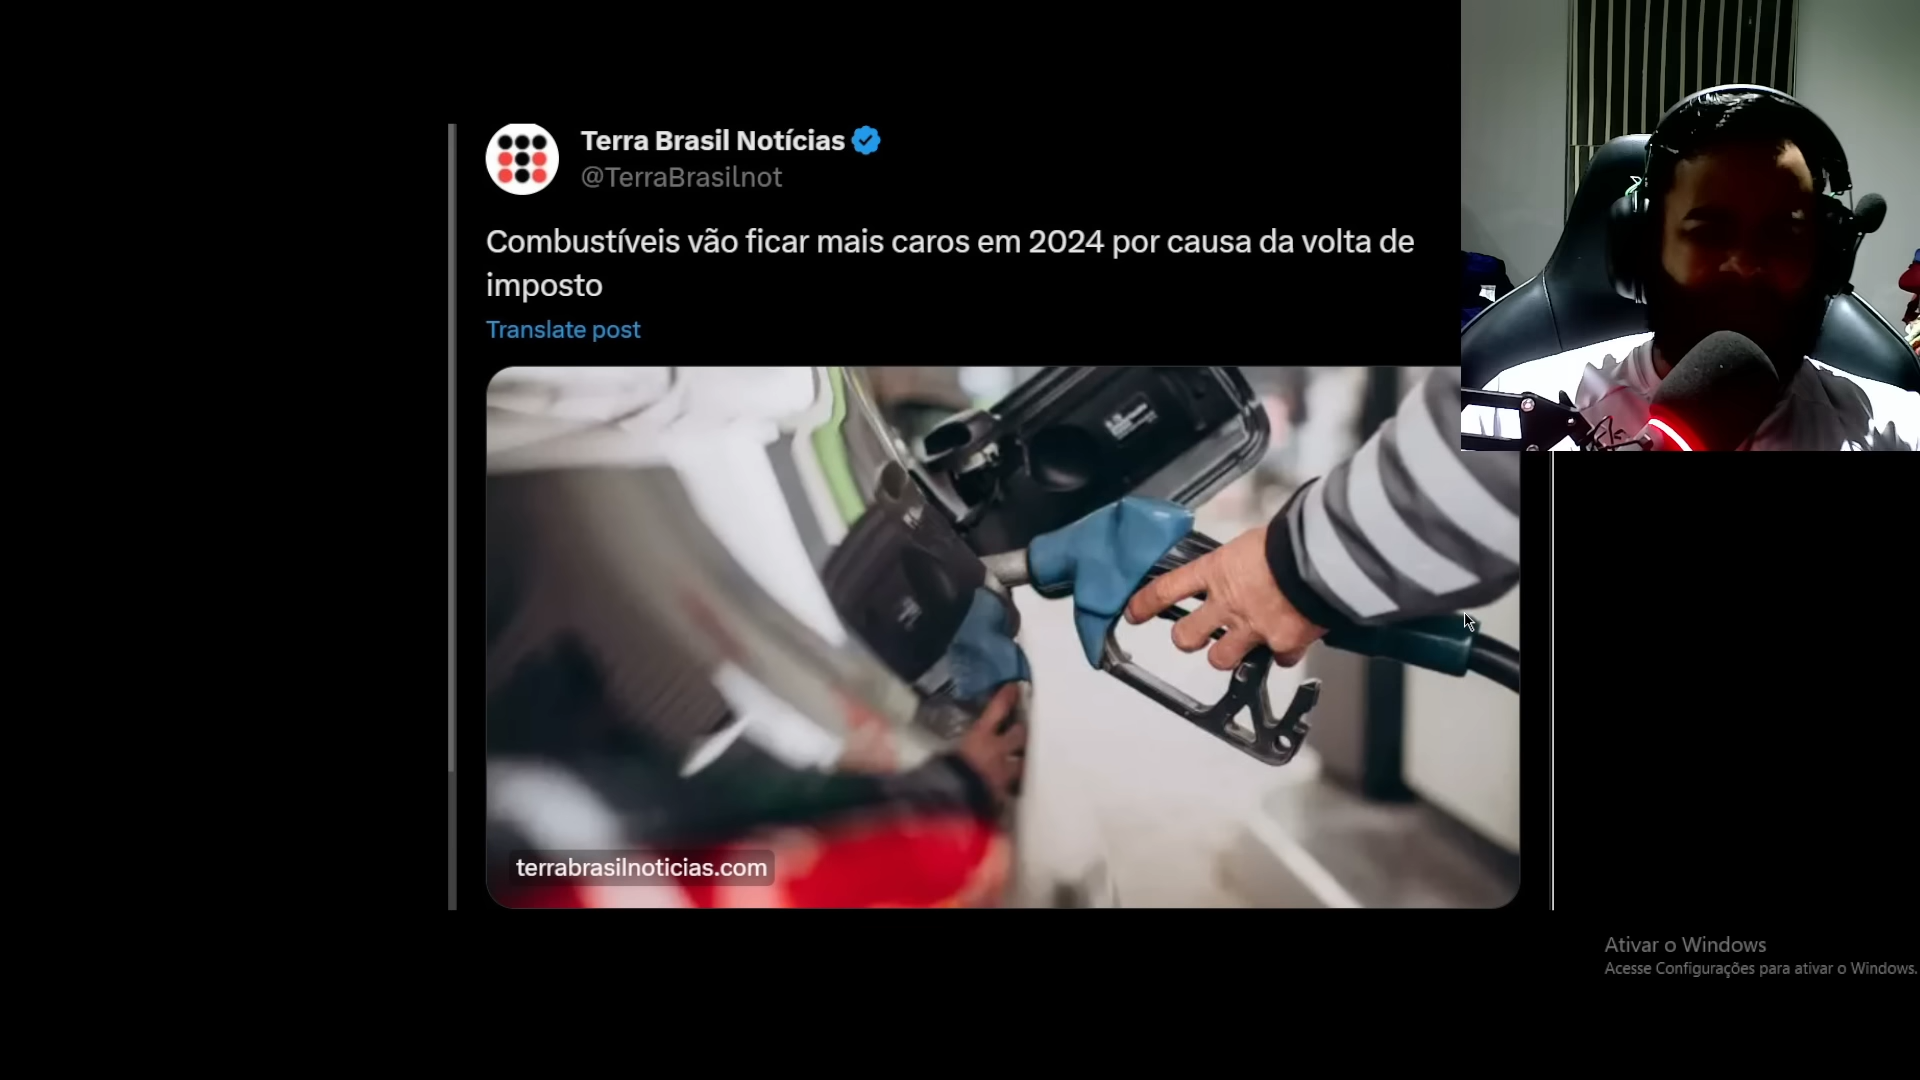 Terra Brasil Notícias
@TerraBrasilnot
Combustíveis vão ficar mais caros em 2024 por causa da volta de
imposto
Translate post
terrabrasilnoticias.com
Ativar o Windows
Acesse Configurações para ativar o Windows.